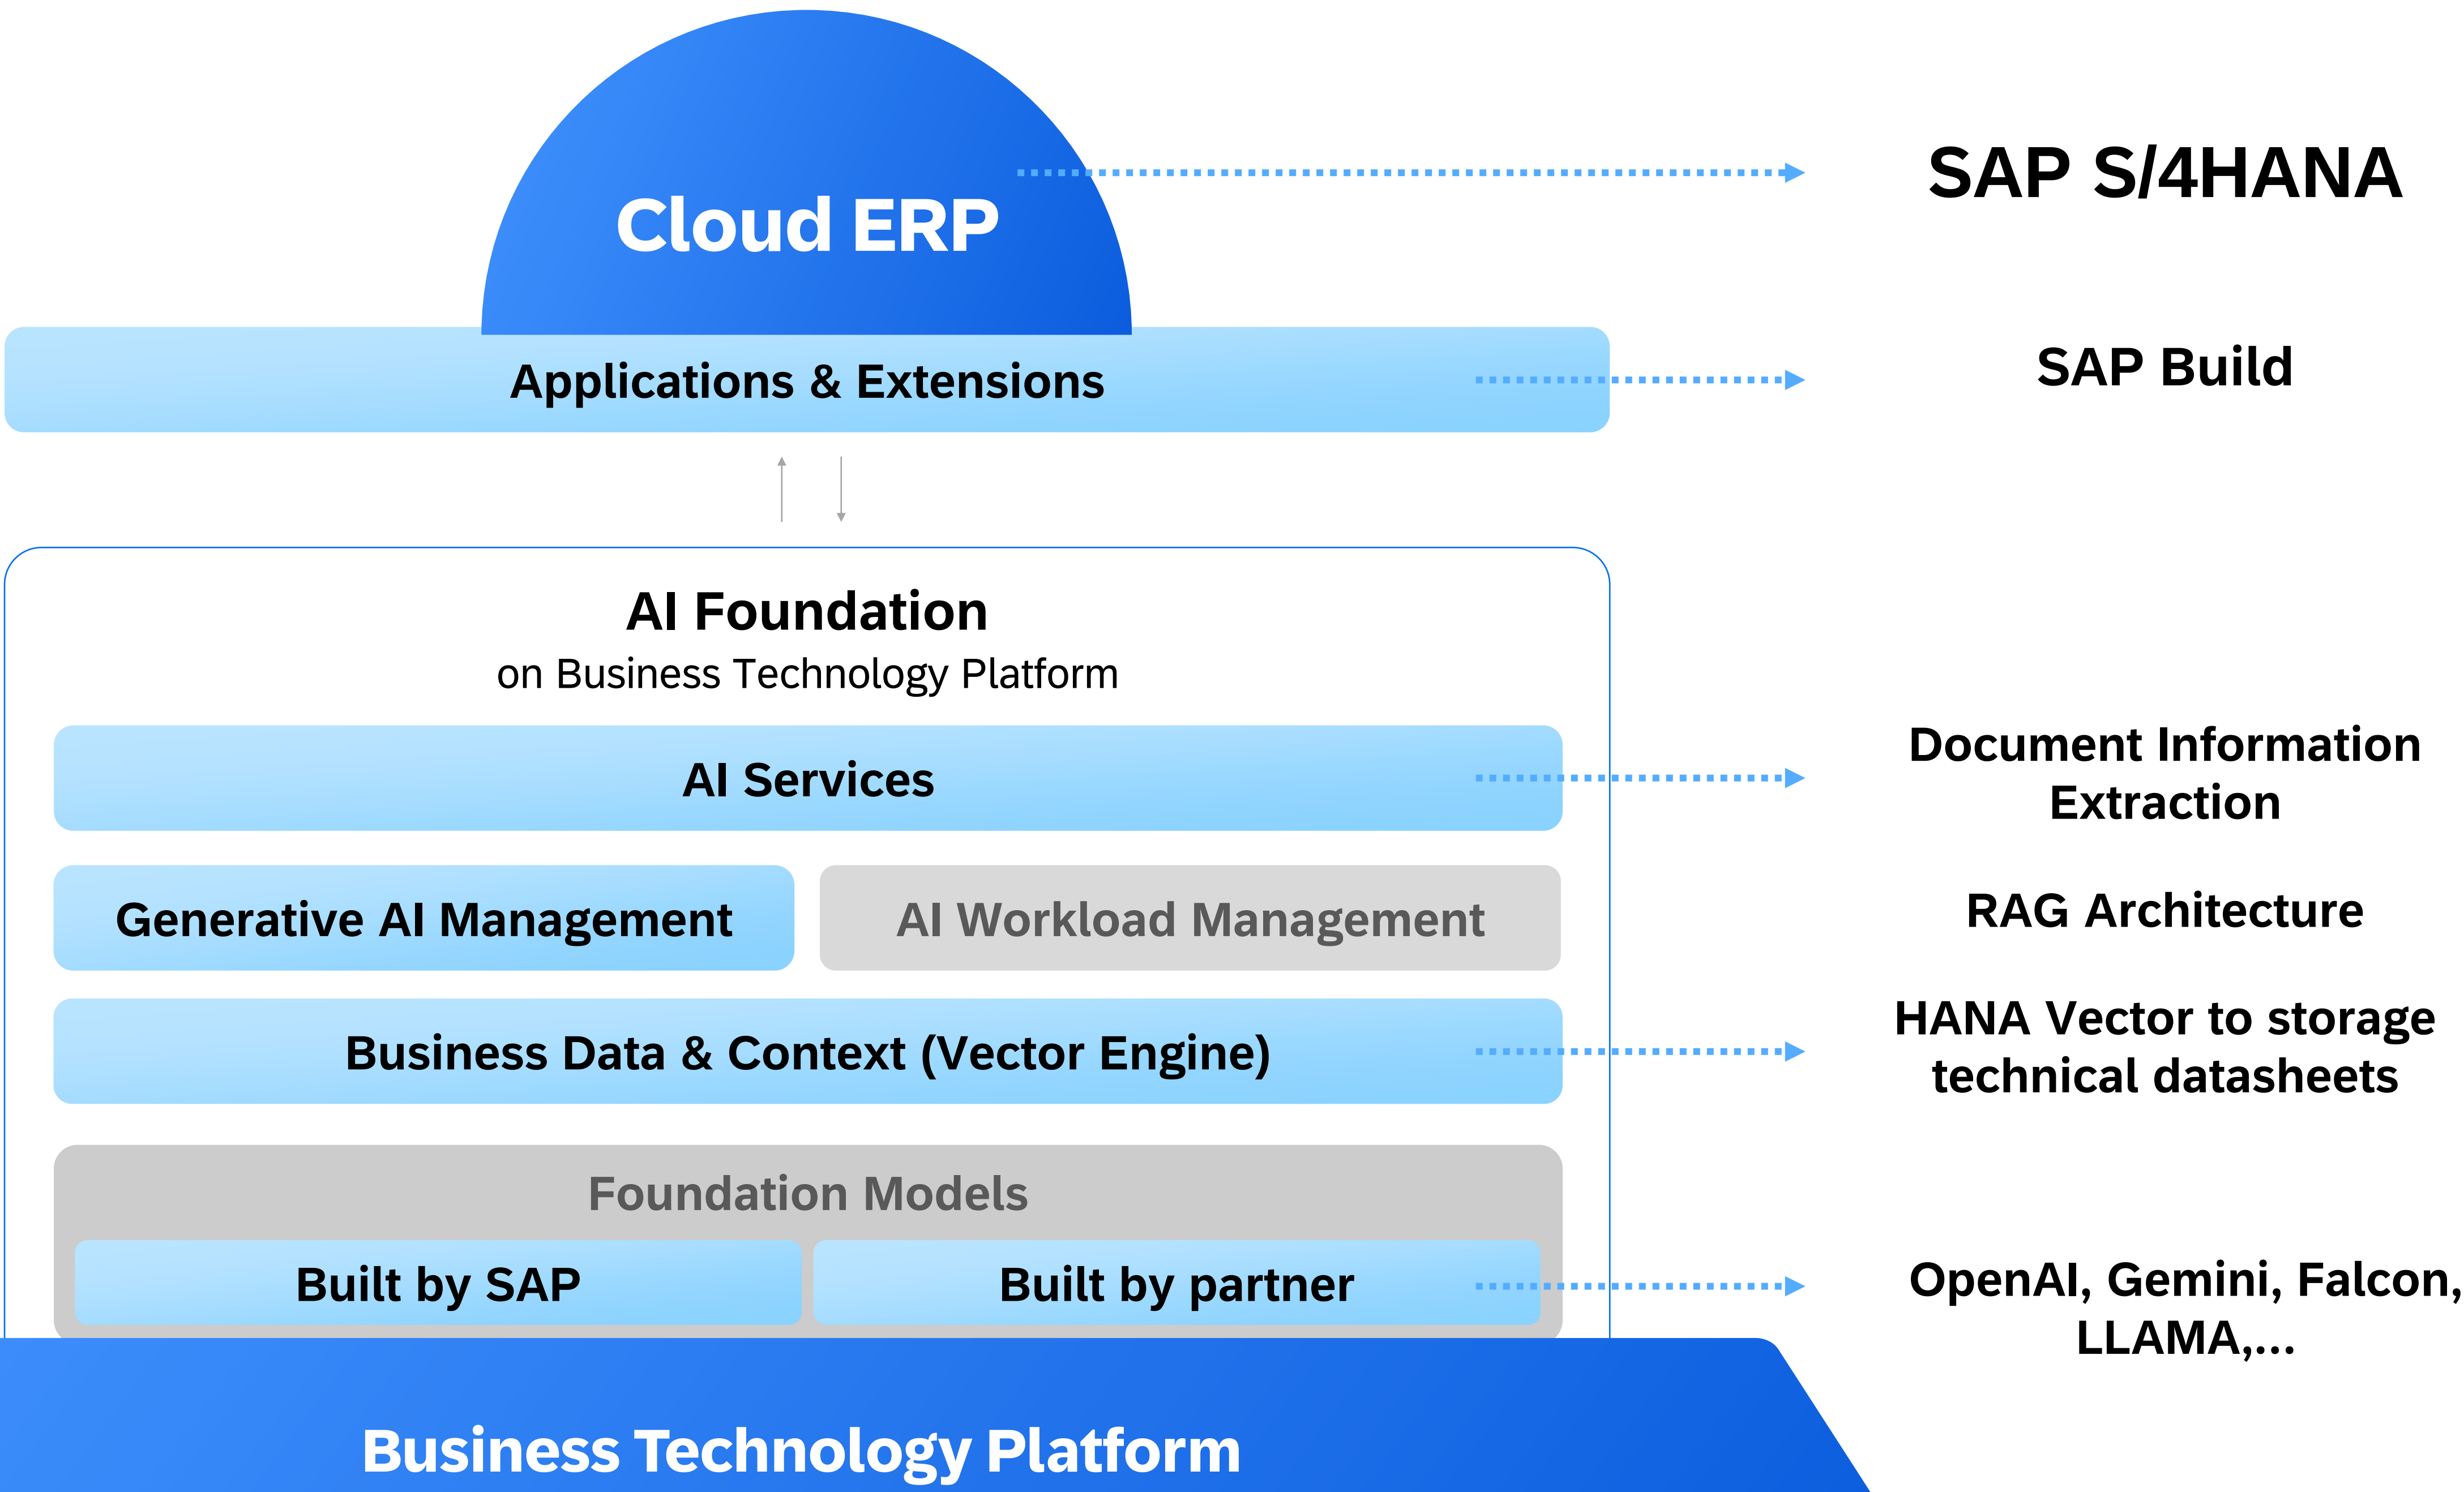 Cloud ERP
SAP S/4HANA
Applications & Extensions
SAP Build
AI Foundation
on Business Technology Platform
AI Services
Document Information
Extraction
Generative AI Management
AI Workload Management
RAG Architecture
Business Data & Context (Vector Engine)
HANA Vector to storage
technical datasheets
Foundation Models
Built by SAP
Built by partner
OpenAI, Gemini, Falcon,
LLAMA,...
Business Technology Platform